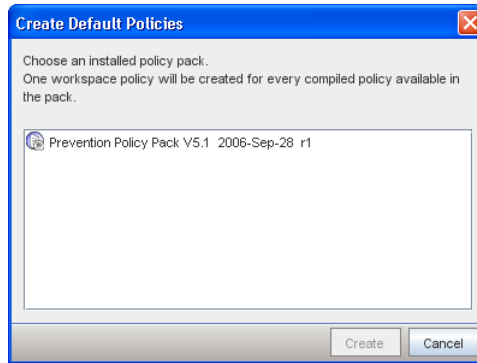 Create Default Policies
Choose an installed policy pack.
One workspace policy will be created for every compiled policy available in
the pack.
Prevention Policy Pack V5.1 2006-Sep-28 r1
Create
Cancel